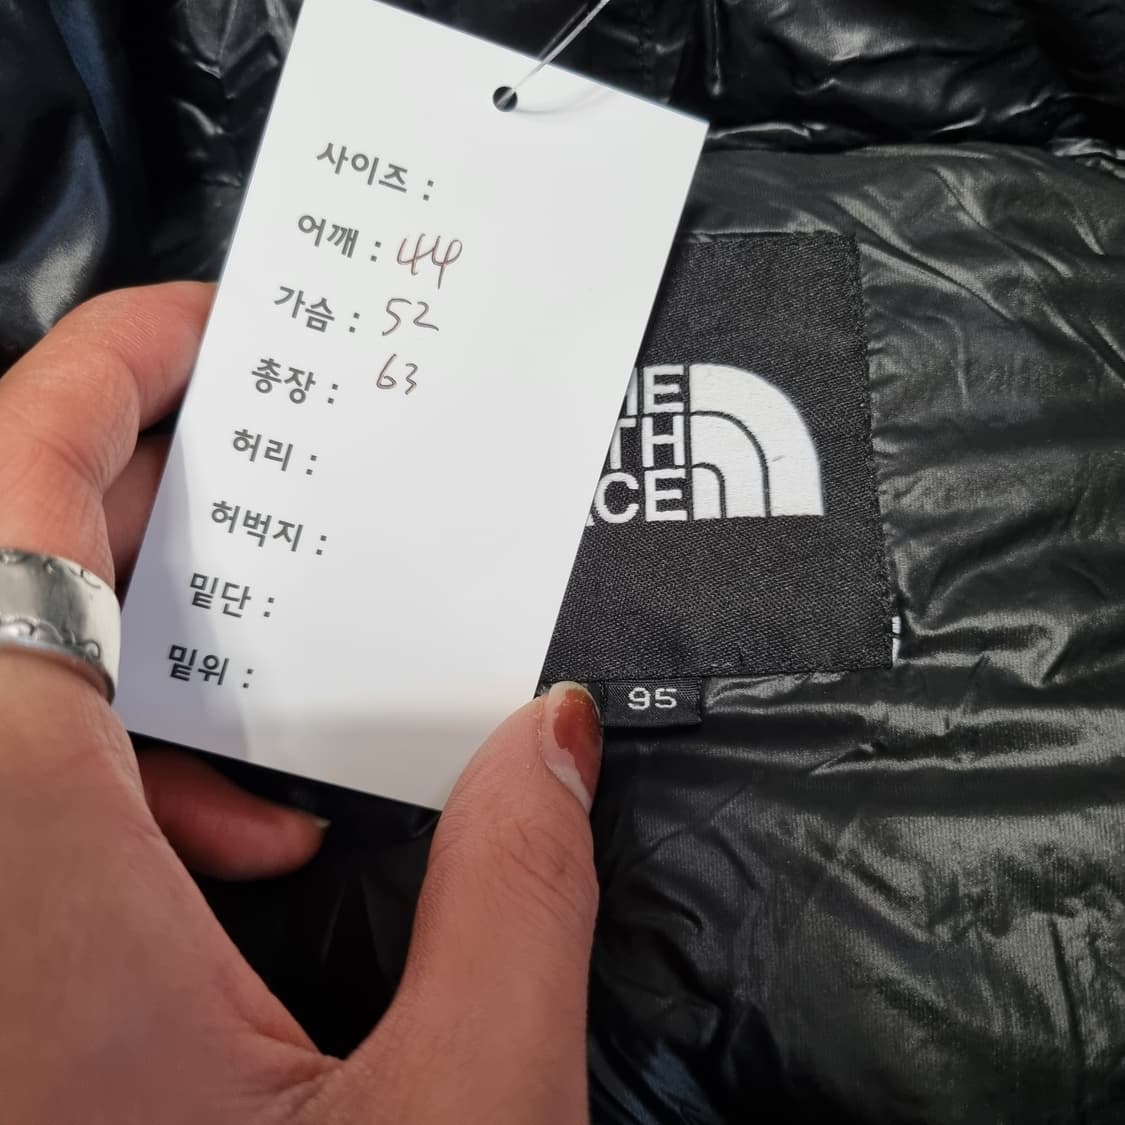 사이즈 :
어깨 : 44
가슴 : 52
총장 : 63
허리 :
허벅지 :
밑단 :
밑위 :
HE
TH
CE
95